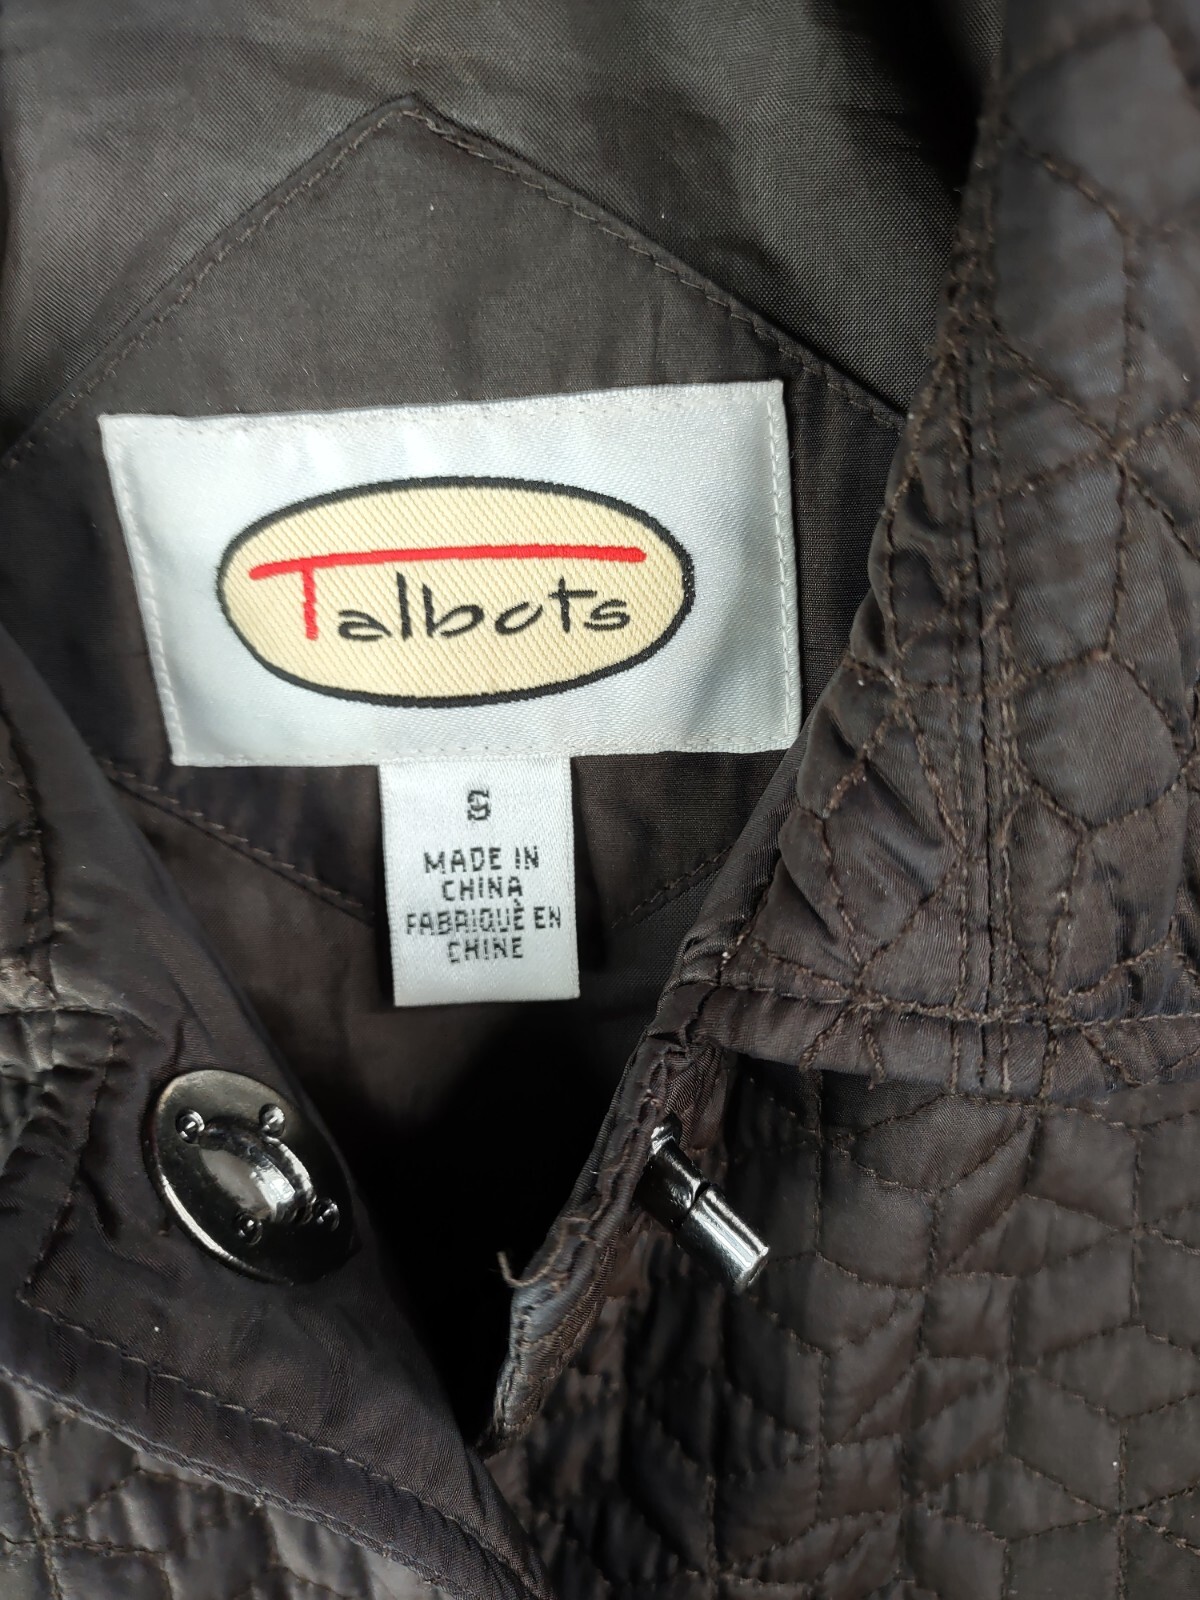 Talbots
S
MADE IN
CHINA
FABRIQUÈ EN
CHINE